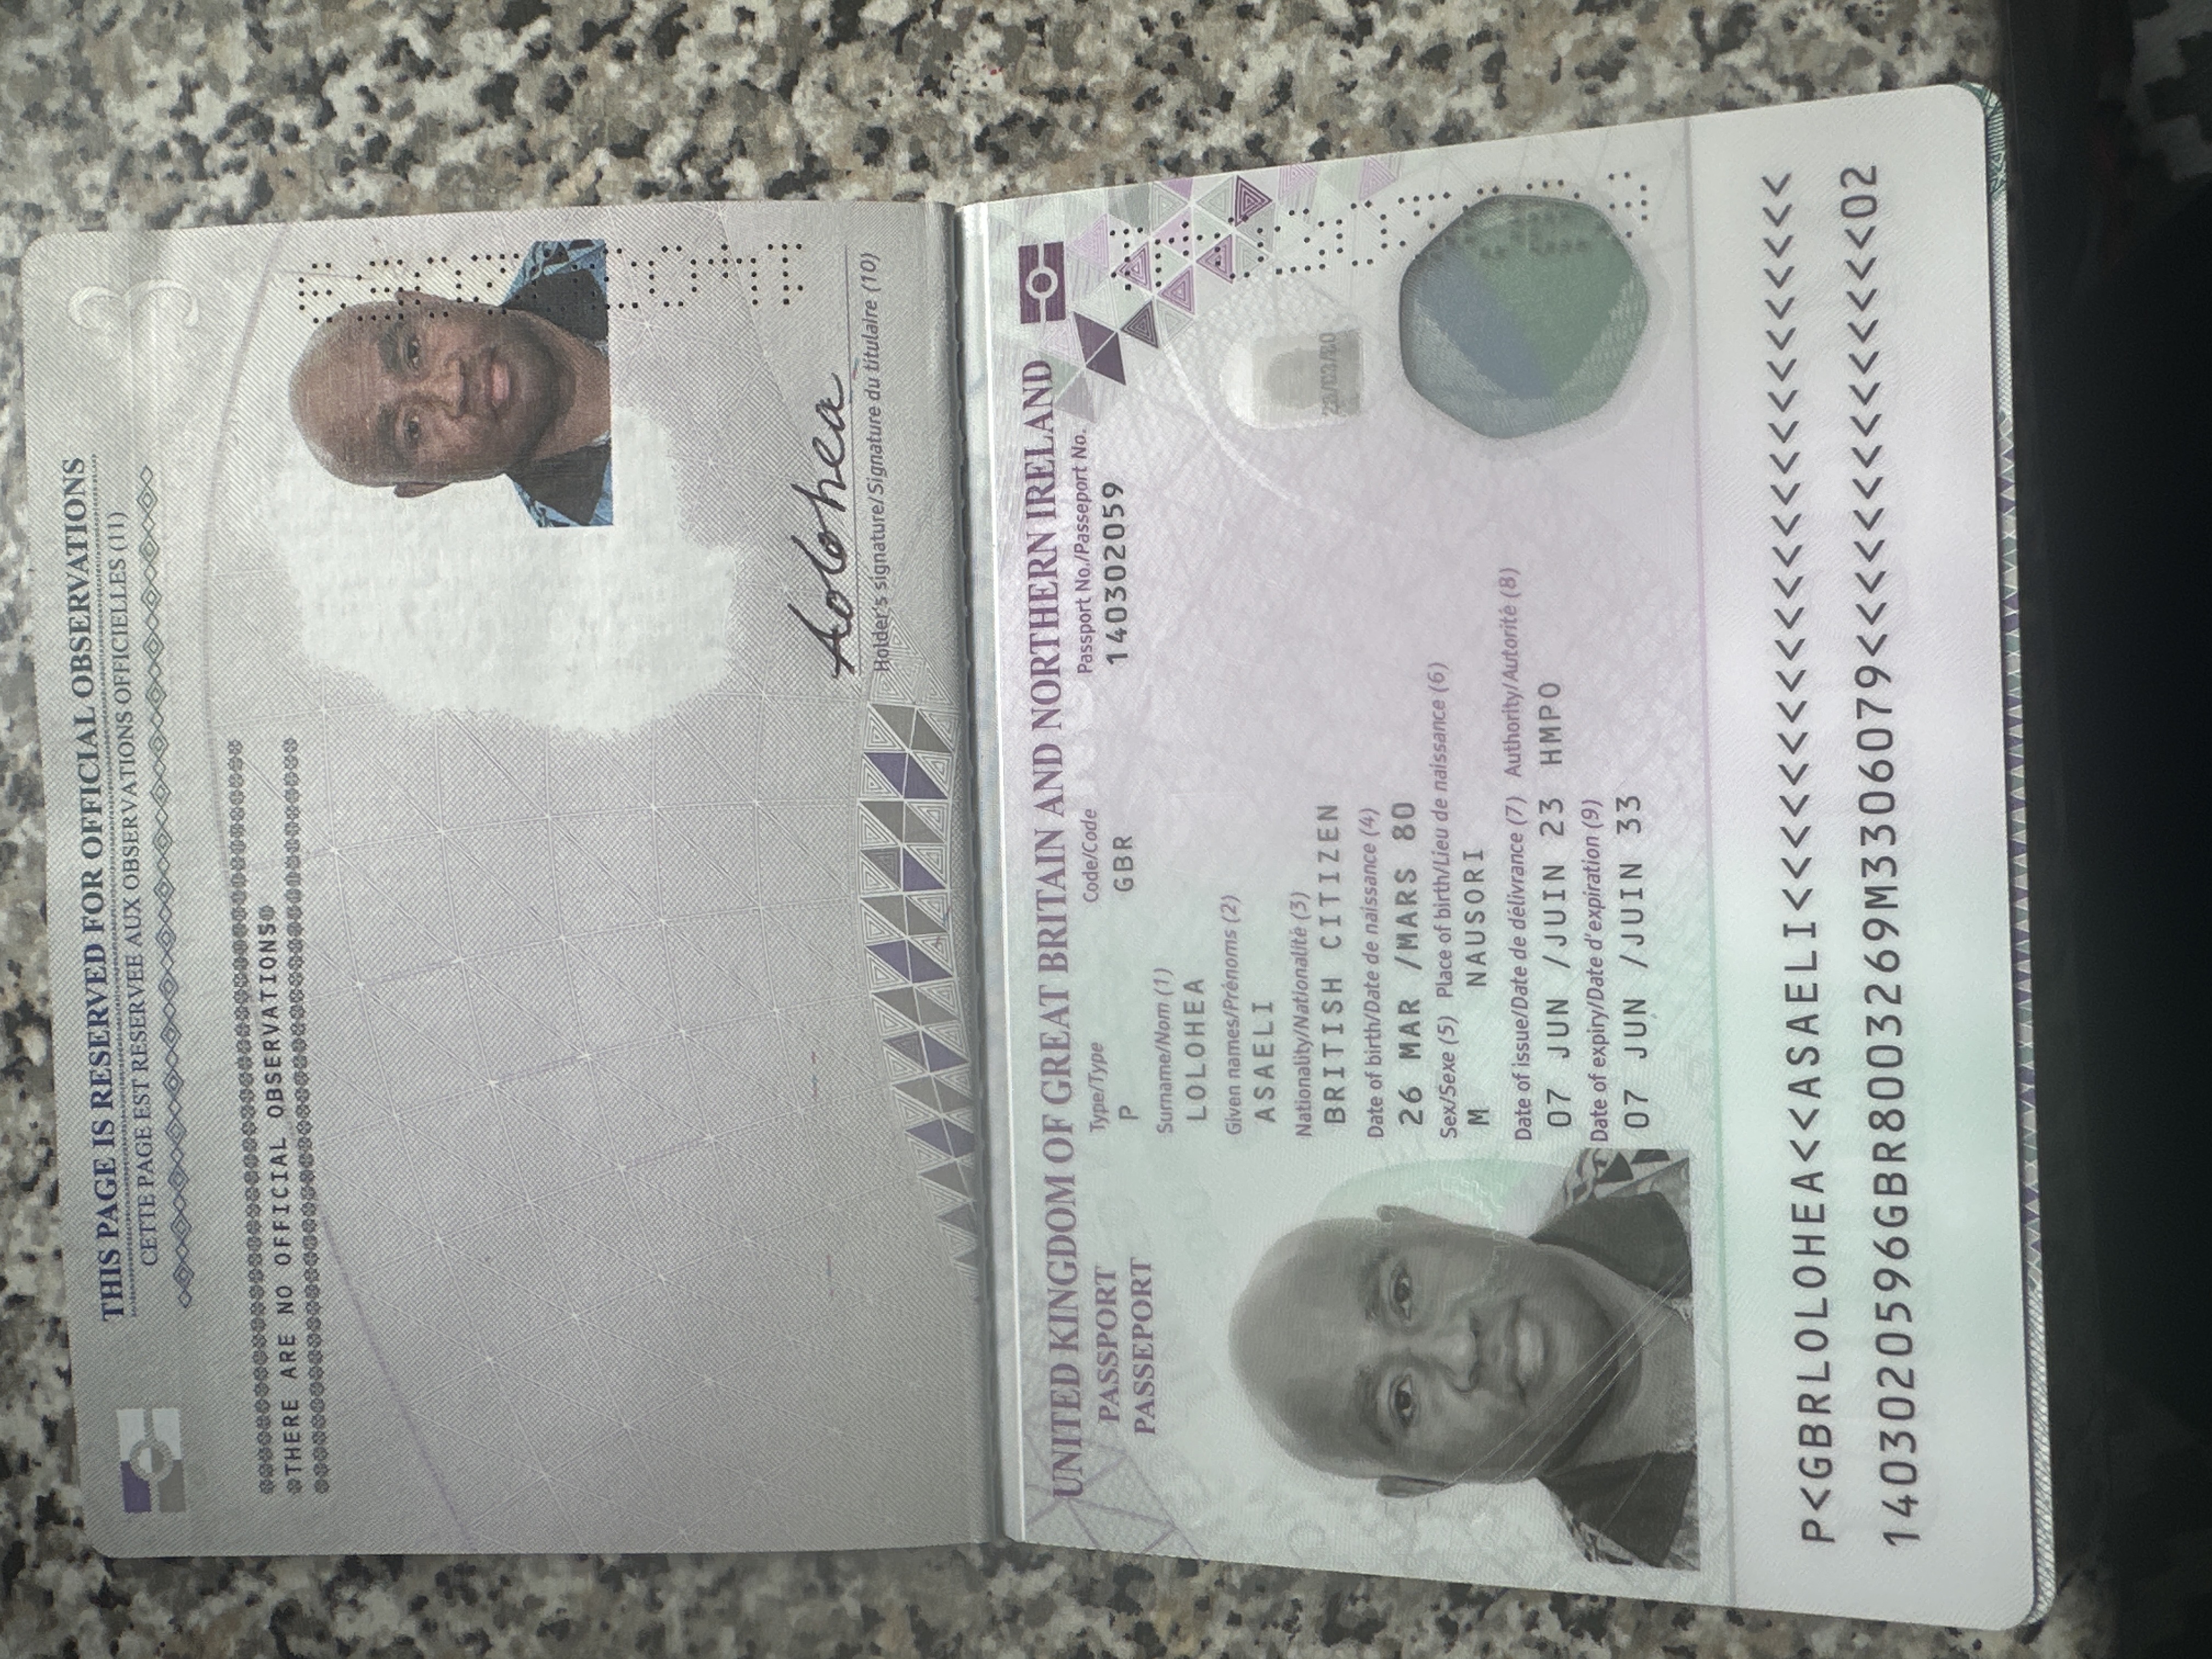 THIS PAGE IS RESERVED FOR OFFICIAL OBSERVATIONS
CETTE PAGE EST RESERVEE AUX OBSERVATIONS OFFICIELLES (11)
THERE ARE NO OFFICIAL OBSERVATIONS
Lolohea
Holder's signature/Signature du titulaire (10)
UNITED KINGDOM OF GREAT BRITAIN AND NORTHERN IRELAND
PASSPORT
PASSEPORT
Type/Type Code/Code Passport No./Passeport No.
P GBR 140302059
Surname/Nom (1)
LOLOHEA
Given names/Prénoms (2)
ASAELI
Nationality/Nationalité (3)
BRITISH CITIZEN
Date of birth/Date de naissance (4)
26 MAR /MARS 80
Sex/Sexe (5) Place of birth/Lieu de naissance (6)
M NAUSORI
Date of issue/Date de délivrance (7) Authority/Autorité (8)
07 JUN /JUIN 23 HMPO
Date of expiry/Date d'expiration (9)
07 JUN /JUIN 33
P<GBRLOLOHEA<<ASAELI<<<<<<<<<<<<<<<<<<<<<<<<
1403020596GBR8003269M3306079<<<<<<<<<<<<<<02